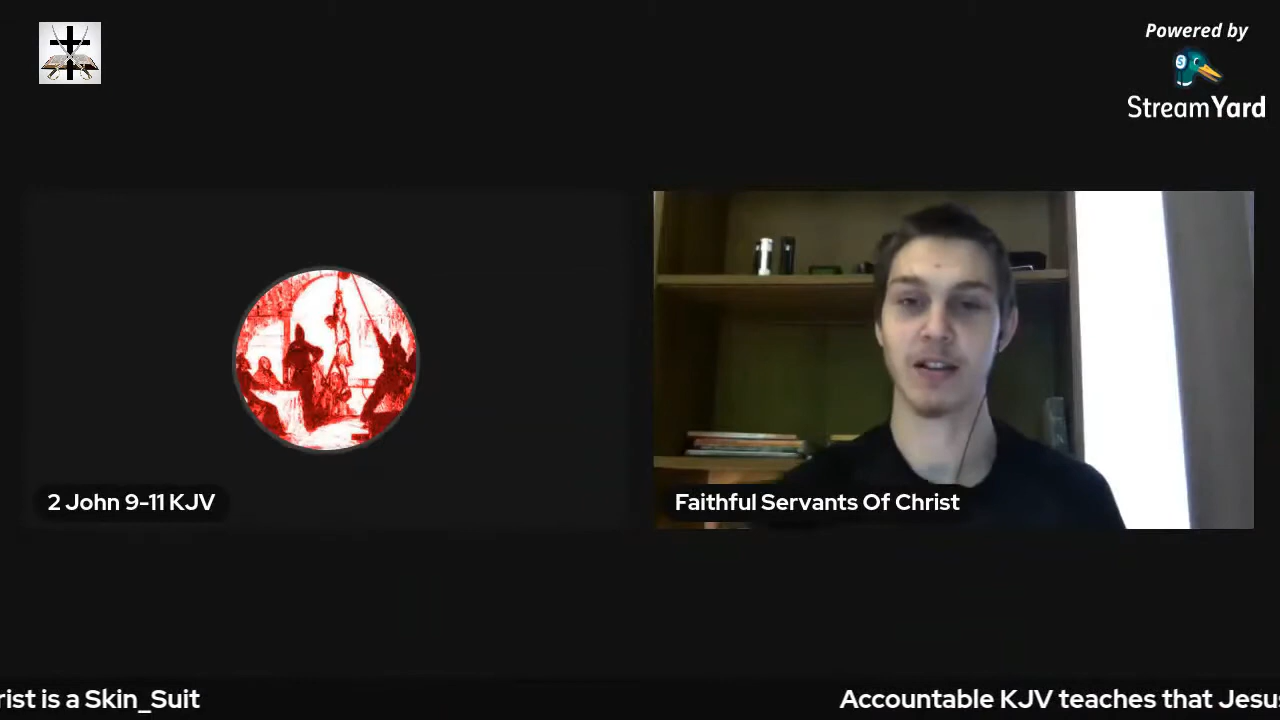 Powered by
StreamYard
2 John 9-11 KJV
Faithful Servants Of Christ
rist is a Skin_Suit
Accountable KJV teaches that Jesus